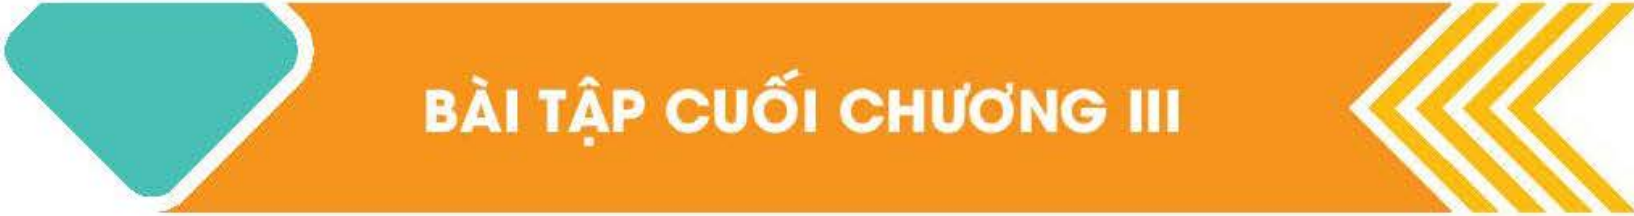 BÀI TẬP CUỐI CHƯƠNG III